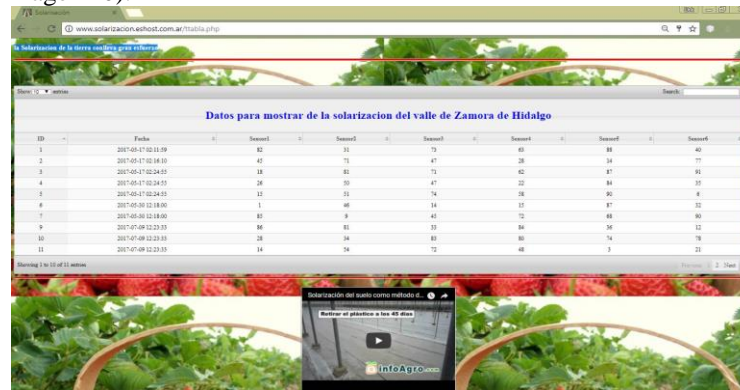 Solarización
www.solarizacion.eshost.com.ar/ttabla.php
la Solarizacion de la tierra conlleva gran esfuerzo
Show 10 entries Search:
Datos para mostrar de la solarizacion del valle de Zamora de Hidalgo
ID Fecha Sensor1 Sensor2 Sensor3 Sensor4 Sensor5 Sensor6
1 2017-05-17 02:11:59 82 31 73 63 88 40
2 2017-05-17 02:16:10 45 71 47 28 14 77
3 2017-05-17 02:24:55 18 81 71 62 87 91
4 2017-05-17 02:24:55 26 50 47 22 84 35
5 2017-05-17 02:24:55 15 51 74 58 90 6
6 2017-05-30 12:18:00 1 46 14 15 87 32
7 2017-05-30 12:18:00 85 9 45 72 68 90
9 2017-07-09 12:23:33 86 81 35 84 56 12
10 2017-07-09 12:23:33 28 34 83 80 74 78
11 2017-07-09 12:23:33 14 54 72 48 5 21
Showing 1 to 10 of 11 entries 2 Next
Solarización del suelo como método d...
Retirar el plástico a los 45 días
infoAgro.com